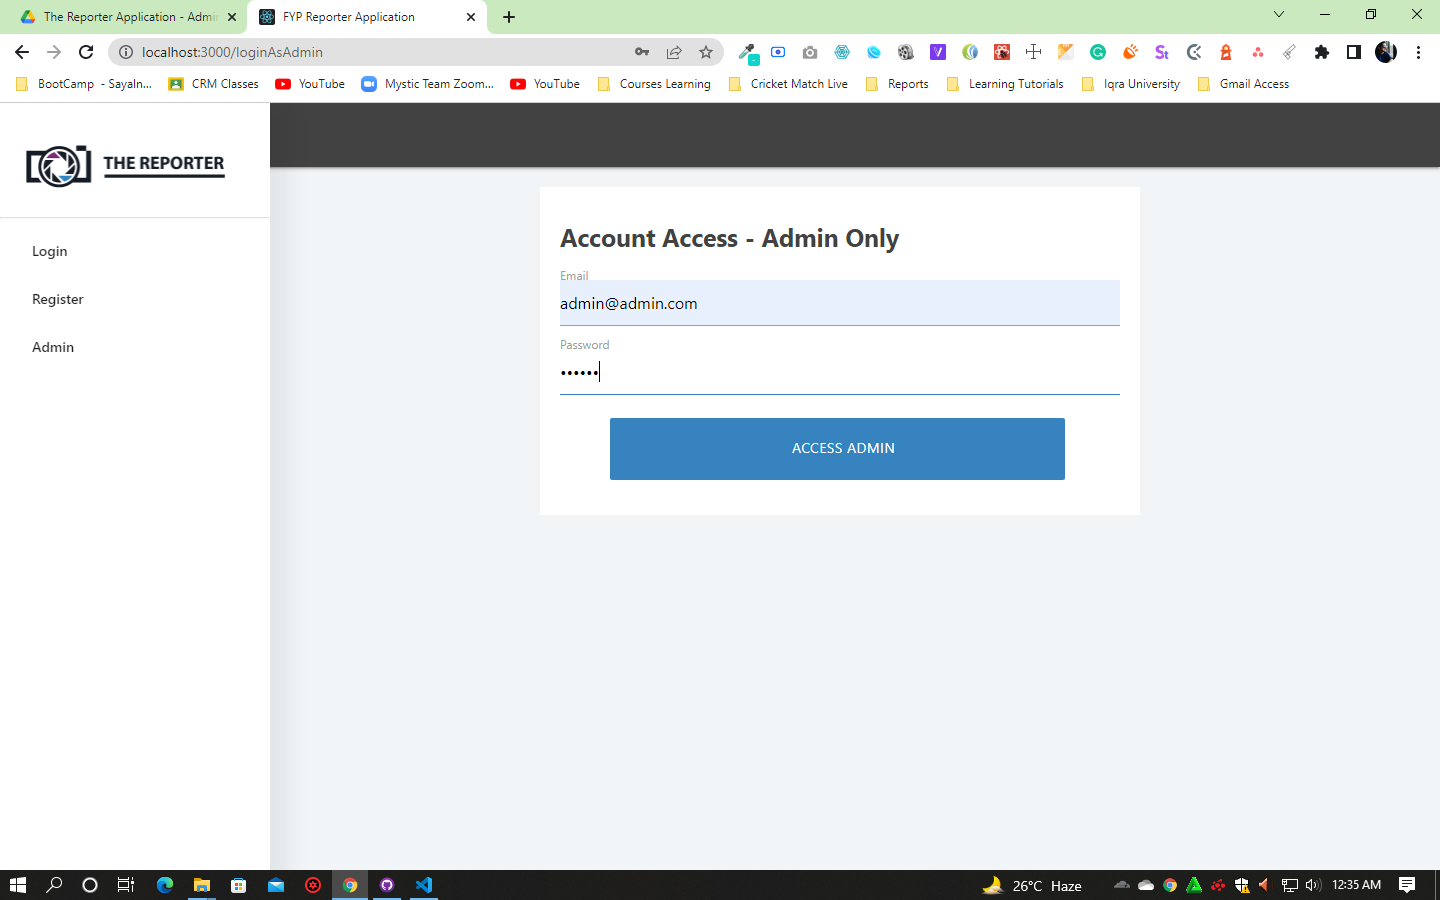 The Reporter Application - Admin
FYP Reporter Application
localhost:3000/loginAsAdmin
BootCamp - Sayaln...
CRM Classes
YouTube
Mystic Team Zoom...
YouTube
Courses Learning
Cricket Match Live
Reports
Learning Tutorials
Iqra University
Gmail Access
THE REPORTER
Login
Register
Admin
Account Access - Admin Only
Email
admin@admin.com
Password
••••••
ACCESS ADMIN
26°C Haze
12:35 AM